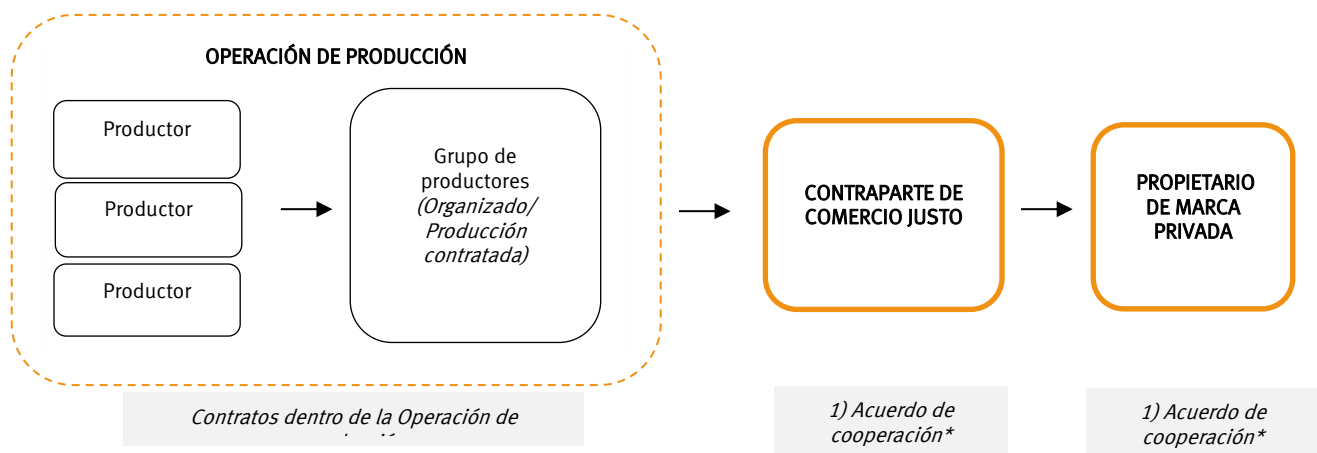 OPERACIÓN DE PRODUCCIÓN
Productor
Productor
Productor
Grupo de
productores
(Organizado/
Producción
contratada)
CONTRAPARTE DE
COMERCIO JUSTO
PROPIETARIO
DE MARCA
PRIVADA
Contratos dentro de la Operación de
1) Acuerdo de
cooperación*
1) Acuerdo de
cooperación*